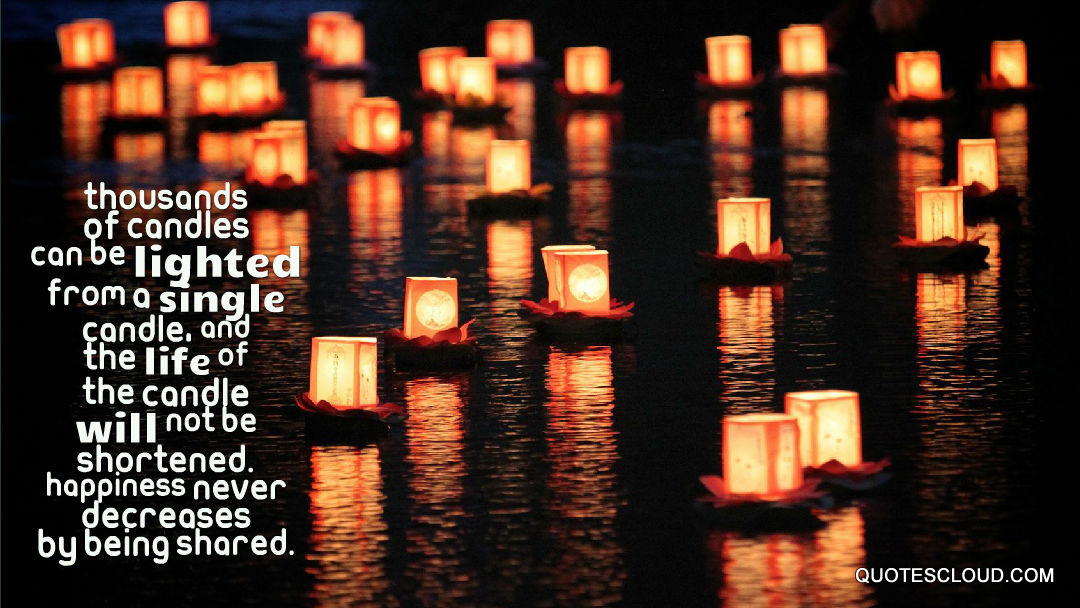 thousands
of candles
can be lighted
from a single
candle, and
the life of
the candle
will not be
shortened.
happiness never
decreases
by being shared.
QUOTESCLOUD.COM